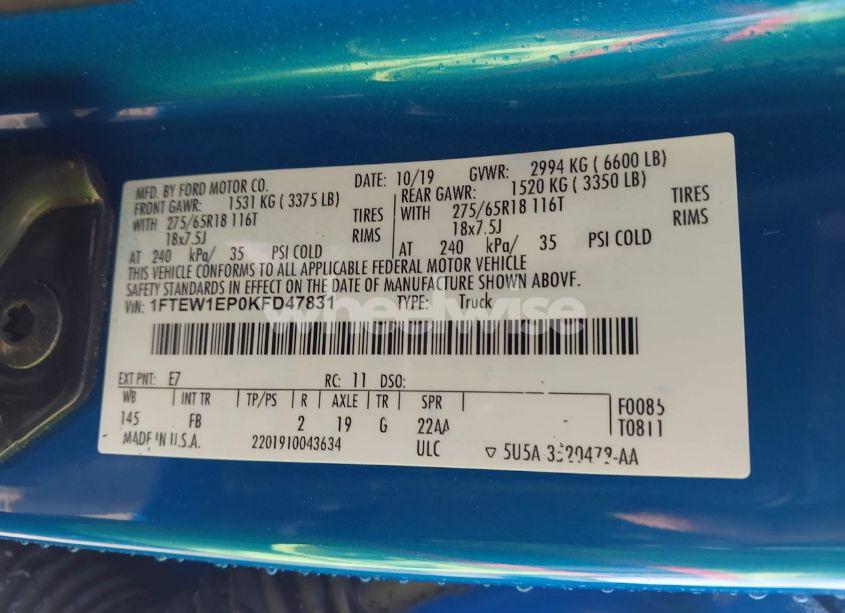 MFD. BY FORD MOTOR CO.
DATE: 10/19 GVWR: 2994 KG ( 6600 LB)
FRONT GAWR: 1531 KG ( 3375 LB) REAR GAWR: 1520 KG ( 3350 LB)
WITH 275/65R18 116T TIRES WITH 275/65R18 116T TIRES
18x7.5J RIMS 18x7.5J RIMS
AT 240 kPa/ 35 PSI COLD AT 240 kPa/ 35 PSI COLD
THIS VEHICLE CONFORMS TO ALL APPLICABLE FEDERAL MOTOR VEHICLE
SAFETY STANDARDS IN EFFECT ON THE DATE OF MANUFACTURE SHOWN ABOVE.
VIN: 1FTEW1EP0KFD47831 TYPE: Truck
wheelwise
EXT PNT: E7 RC: 11 DSO:
WB INT TR TP/PS R AXLE TR SPR
145 FB 2 19 G 22AA
F0085
T0811
MADE IN U.S.A. 2201910043634 ULC ▽ 5U5A 3520472-AA